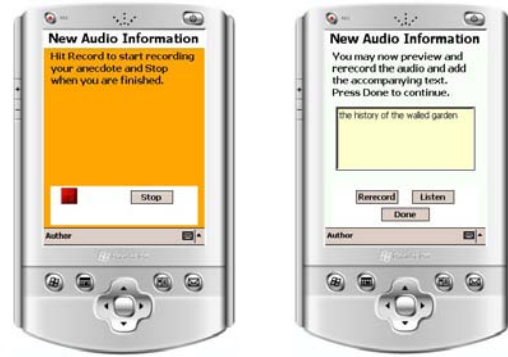 New Audio Information
Hit Record to start recording
your anecdote and Stop
when you are finished.
Stop
Author
New Audio Information
You may now preview and
rerecord the audio and add
the accompanying text.
Press Done to continue.
the history of the walled garden
Rerecord Listen
Done
Author